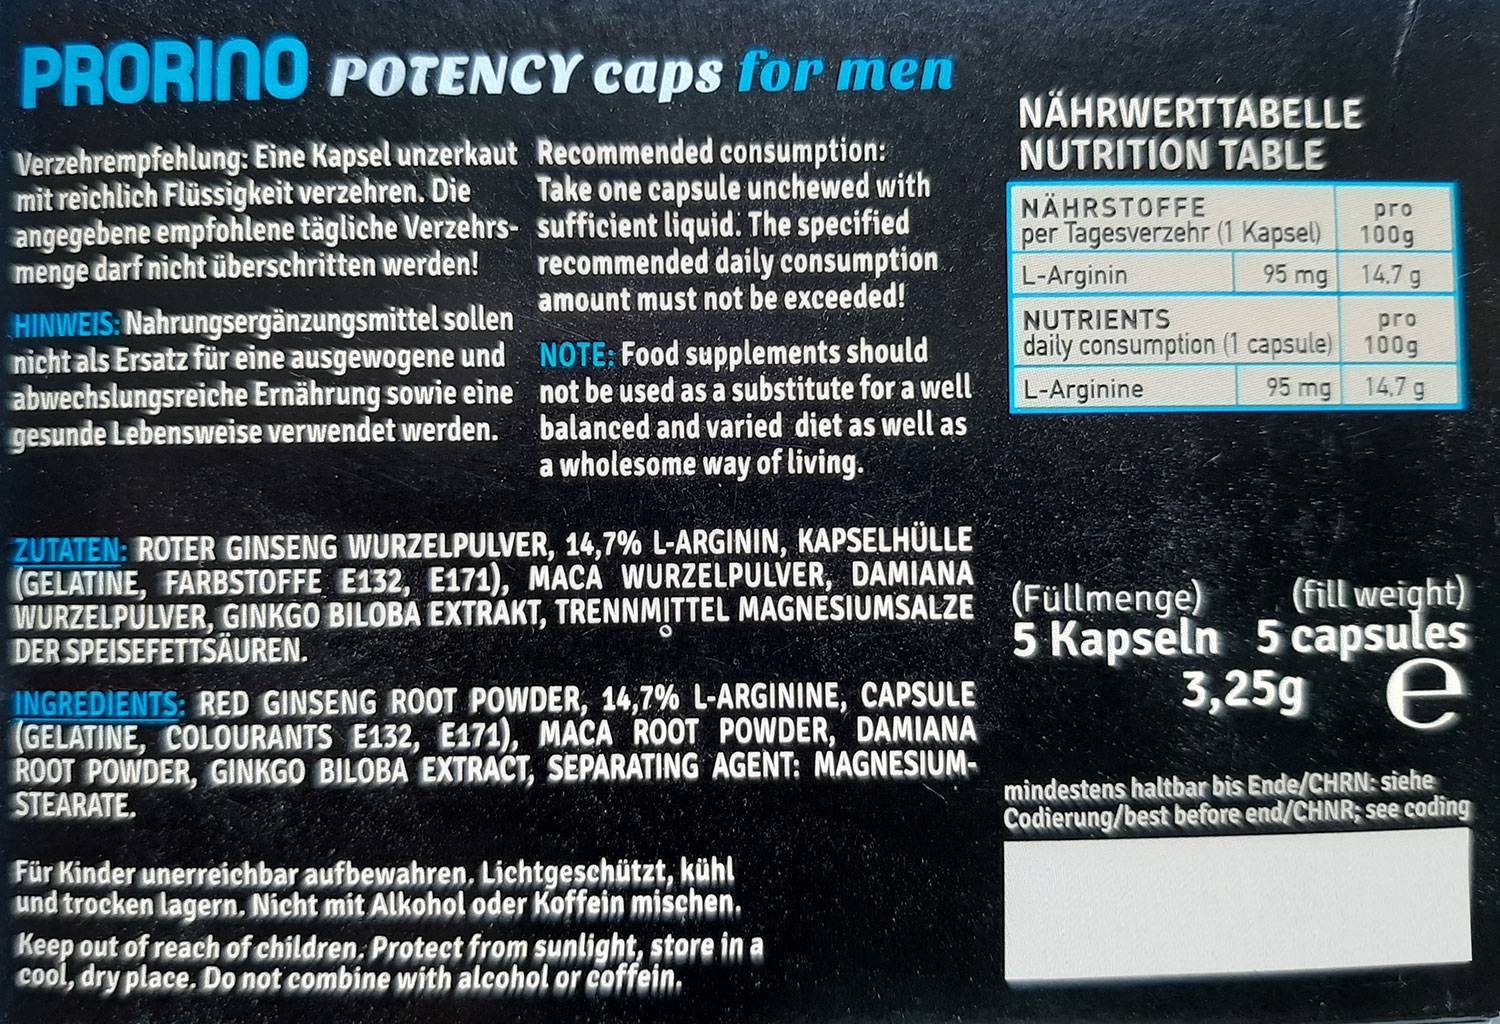 PRORINO POTENCY caps for men
Verzehrempfehlung: Eine Kapsel unzerkaut
mit reichlich Flüssigkeit verzehren. Die
angegebene empfohlene tägliche Verzehrs-
menge darf nicht überschritten werden!
HINWEIS: Nahrungsergänzungsmittel sollen
nicht als Ersatz für eine ausgewogene und
abwechslungsreiche Ernährung sowie eine
gesunde Lebensweise verwendet werden.
Recommended consumption:
Take one capsule unchewed with
sufficient liquid. The specified
recommended daily consumption
amount must not be exceeded!
NOTE: Food supplements should
not be used as a substitute for a well
balanced and varied diet as well as
a wholesome way of living.
ZUTATEN: ROTER GINSENG WURZELPULVER, 14,7% L-ARGININ, KAPSELHÜLLE
(GELATINE, FARBSTOFFE E132, E171), MACA WURZELPULVER, DAMIANA
WURZELPULVER, GINKGO BILOBA EXTRAKT, TRENNMITTEL MAGNESIUMSALZE
DER SPEISEFETTSÄUREN.
INGREDIENTS: RED GINSENG ROOT POWDER, 14,7% L-ARGININE, CAPSULE
(GELATINE, COLOURANTS E132, E171), MACA ROOT POWDER, DAMIANA
ROOT POWDER, GINKGO BILOBA EXTRACT, SEPARATING AGENT: MAGNESIUM-
STEARATE.
Für Kinder unerreichbar aufbewahren. Lichtgeschützt, kühl
und trocken lagern. Nicht mit Alkohol oder Koffein mischen.
Keep out of reach of children. Protect from sunlight, store in a
cool, dry place. Do not combine with alcohol or coffein.
NÄHRWERTTABELLE
NUTRITION TABLE
NÄHRSTOFFE pro
per Tagesverzehr (1 Kapsel) 100g
L-Arginin 95 mg 14,7 g
NUTRIENTS pro
daily consumption (1 capsule) 100g
L-Arginine 95 mg 14,7 g
(Füllmenge) (fill weight)
5 Kapseln 5 capsules
3,25g e
mindestens haltbar bis Ende/CHRN: siehe
Codierung/best before end/CHNR; see coding